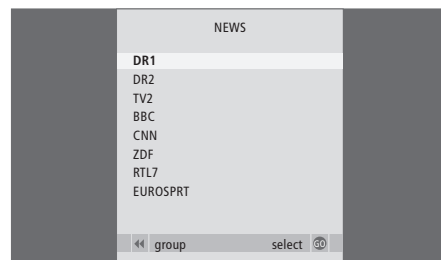 NEWS
DR1
DR2
TV2
BBC
CNN
ZDF
RTL7
EUROSPRT
group select GO